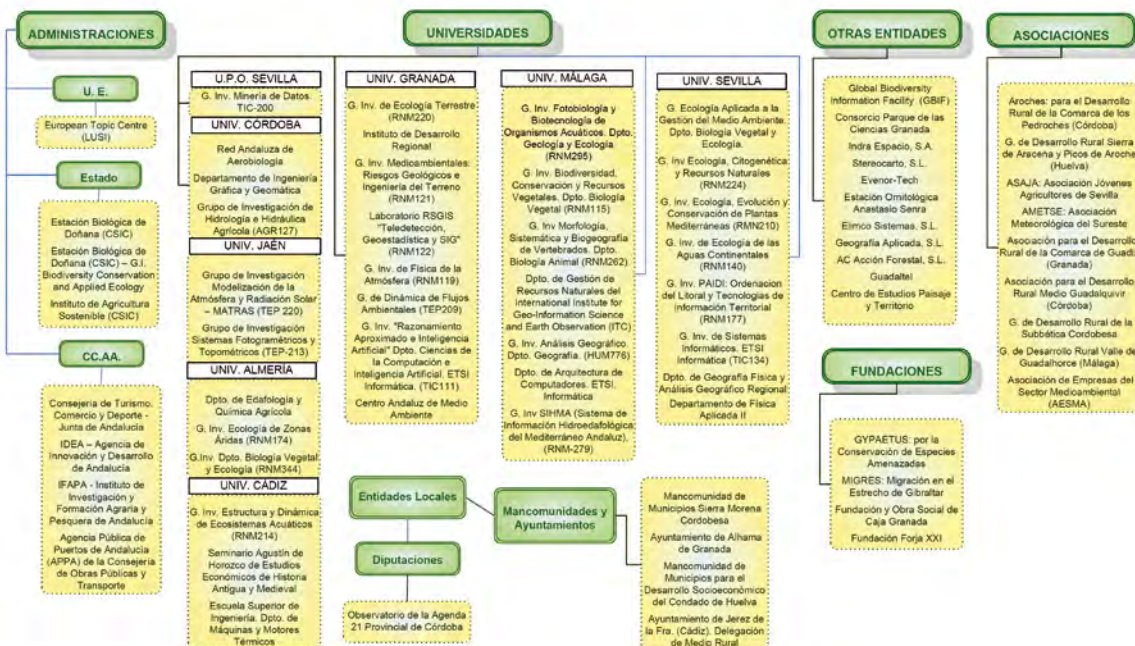 ADMINISTRACIONES
U. E.
European Topic Centre
(LUSI)
Estado
Estación Biológica de
Doñana (CSIC)
Estación Biológica de
Doñana (CSIC) – G.I.
Biodiversity Conservation
and Applied Ecology
Instituto de Agricultura
Sostenible (CSIC)
CC.AA.
Consejería de Turismo,
Comercio y Deporte -
Junta de Andalucía
IDEA – Agencia de
Innovación y Desarrollo
de Andalucía
IFAPA - Instituto de
Investigación y
Formación Agraria y
Pesquera de Andalucía
Agencia Pública de
Puertos de Andalucía
(APPA) de la Consejería
de Obras Públicas y
Transporte
UNIVERSIDADES
U.P.O. SEVILLA
G. Inv. Minería de Datos.
TIC-200
UNIV. CÓRDOBA
Red Andaluza de
Aerobiología
Departamento de Ingeniería
Gráfica y Geomática
Grupo de Investigación de
Hidrología e Hidráulica
Agrícola (AGR127)
UNIV. JAÉN
Grupo de Investigación
Modelización de la
Atmósfera y Radiación Solar
– MATRAS (TEP 220)
Grupo de Investigación
Sistemas Fotogramétricos y
Topométricos (TEP-213)
UNIV. ALMERÍA
Dpto. de Edafología y
Química Agrícola
G. Inv. Ecología de Zonas
Áridas (RNM174)
G.Inv. Dpto. Biología Vegetal
y Ecología (RNM344)
UNIV. CÁDIZ
G. Inv. Estructura y Dinámica
de Ecosistemas Acuáticos
(RNM214)
Seminario Agustín de
Horozco de Estudios
Económicos de Historia
Antigua y Medieval
Escuela Superior de
Ingeniería. Dpto. de
Máquinas y Motores
Térmicos
UNIV. GRANADA
G. Inv. de Ecología Terrestre
(RNM220)
Instituto de Desarrollo
Regional
G. Inv. Medioambientales:
Riesgos Geológicos e
Ingeniería del Terreno
(RNM121)
Laboratorio RSGIS
"Teledetección,
Geoestadística y SIG"
(RNM122)
G. Inv. de Física de la
Atmósfera (RNM119)
G. de Dinámica de Flujos
Ambientales (TEP209)
G. Inv. "Razonamiento
Aproximado e Inteligencia
Artificial" Dpto. Ciencias de
la Computación e
Inteligencia Artificial. ETSI
Informática. (TIC111)
Centro Andaluz de Medio
Ambiente
UNIV. MÁLAGA
G. Inv. Fotobiología y
Biotecnología de
Organismos Acuáticos. Dpto.
Geología y Ecología
(RNM295)
G. Inv. Biodiversidad,
Conservación y Recursos
Vegetales. Dpto. Biología
Vegetal (RNM115)
G. Inv Morfología,
Sistemática y Biogeografía
de Vertebrados. Dpto.
Biología Animal (RNM262)
Dpto. de Gestión de
Recursos Naturales del
International Institute for
Geo-Information Science
and Earth Observation (ITC)
G. Inv. Análisis Geográfico.
Dpto. Geografía. (HUM776)
Dpto. de Arquitectura de
Computadores. ETSI.
Informática
G. Inv SIHMA (Sistema de
Información Hidroedafológica
del Mediterráneo Andaluz),
(RNM-279)
UNIV. SEVILLA
G. Ecología Aplicada a la
Gestión del Medio Ambiente.
Dpto. Biología Vegetal y
Ecología.
G. Inv Ecología, Citogenética
y Recursos Naturales
(RNM224)
G. Inv. Ecología, Evolución y
Conservación de Plantas
Mediterráneas (RMN210)
G. Inv. de Ecología de las
Aguas Continentales
(RNM140)
G. Inv. PAIDI: Ordenacion
del Litoral y Tecnologías de
Información Territorial
(RNM177)
G. Inv. de Sistemas
Informáticos. ETSI
Informática (TIC134)
Dpto. de Geografía Física y
Análisis Geográfico Regional
Departamento de Física
Aplicada II
Entidades Locales
Diputaciones
Observatorio de la Agenda
21 Provincial de Córdoba
Mancomunidades y
Ayuntamientos
Mancomunidad de
Municipios Sierra Morena
Cordobesa
Ayuntamiento de Alhama
de Granada
Mancomunidad de
Municipios para el
Desarrollo Socioeconómico
del Condado de Huelva
Ayuntamiento de Jerez de
la Fra. (Cádiz). Delegación
de Medio Rural
OTRAS ENTIDADES
Global Biodiversity
Information Facility (GBIF)
Consorcio Parque de las
Ciencias Granada
Indra Espacio, S.A.
Stereocarto, S.L.
Evenor-Tech
Estación Ornitológica
Anastasio Senra
Elimco Sistemas, S.L.
Geografía Aplicada, S.L.
AC Acción Forestal, S.L.
Guadaltel
Centro de Estudios Paisaje
y Territorio
FUNDACIONES
GYPAETUS: por la
Conservación de Especies
Amenazadas
MIGRES: Migración en el
Estrecho de Gibraltar
Fundación y Obra Social de
Caja Granada
Fundación Forja XXI
ASOCIACIONES
Aroches: para el Desarrollo
Rural de la Comarca de los
Pedroches (Córdoba)
G. de Desarrollo Rural Sierra
de Aracena y Picos de Aroche
(Huelva)
ASAJA: Asociación Jóvenes
Agricultores de Sevilla
AMETSE: Asociación
Meteorológica del Sureste
Asociación para el Desarrollo
Rural de la Comarca de Guadix
(Granada)
Asociación para el Desarrollo
Rural Medio Guadalquivir
(Córdoba)
G. de Desarrollo Rural de la
Subbética Cordobesa
G. de Desarrollo Rural Valle de
Guadalhorce (Málaga)
Asociación de Empresas del
Sector Medioambiental
(AESMA)